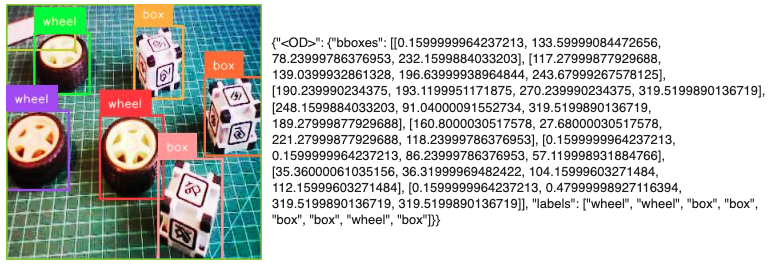 wheel
box
box
wheel
wheel
box
{"<OD>": {"bboxes": [[0.1599999964237213, 133.59999084472656,
78.23999786376953, 232.1599884033203], [117.27999877929688,
139.0399932861328, 196.63999938964844, 243.67999267578125],
[190.239990234375, 193.1199951171875, 270.239990234375, 319.5199890136719],
[248.1599884033203, 91.04000091552734, 319.5199890136719,
189.27999877929688], [160.8000030517578, 27.68000030517578,
221.27999877929688, 118.23999786376953], [0.1599999964237213,
0.1599999964237213, 86.23999786376953, 57.119998931884766],
[35.36000061035156, 36.31999969482422, 104.15999603271484,
112.15999603271484], [0.1599999964237213, 0.47999998927116394,
319.5199890136719, 319.5199890136719]], "labels": ["wheel", "wheel", "box", "box",
"box", "box", "wheel", "box"]}}